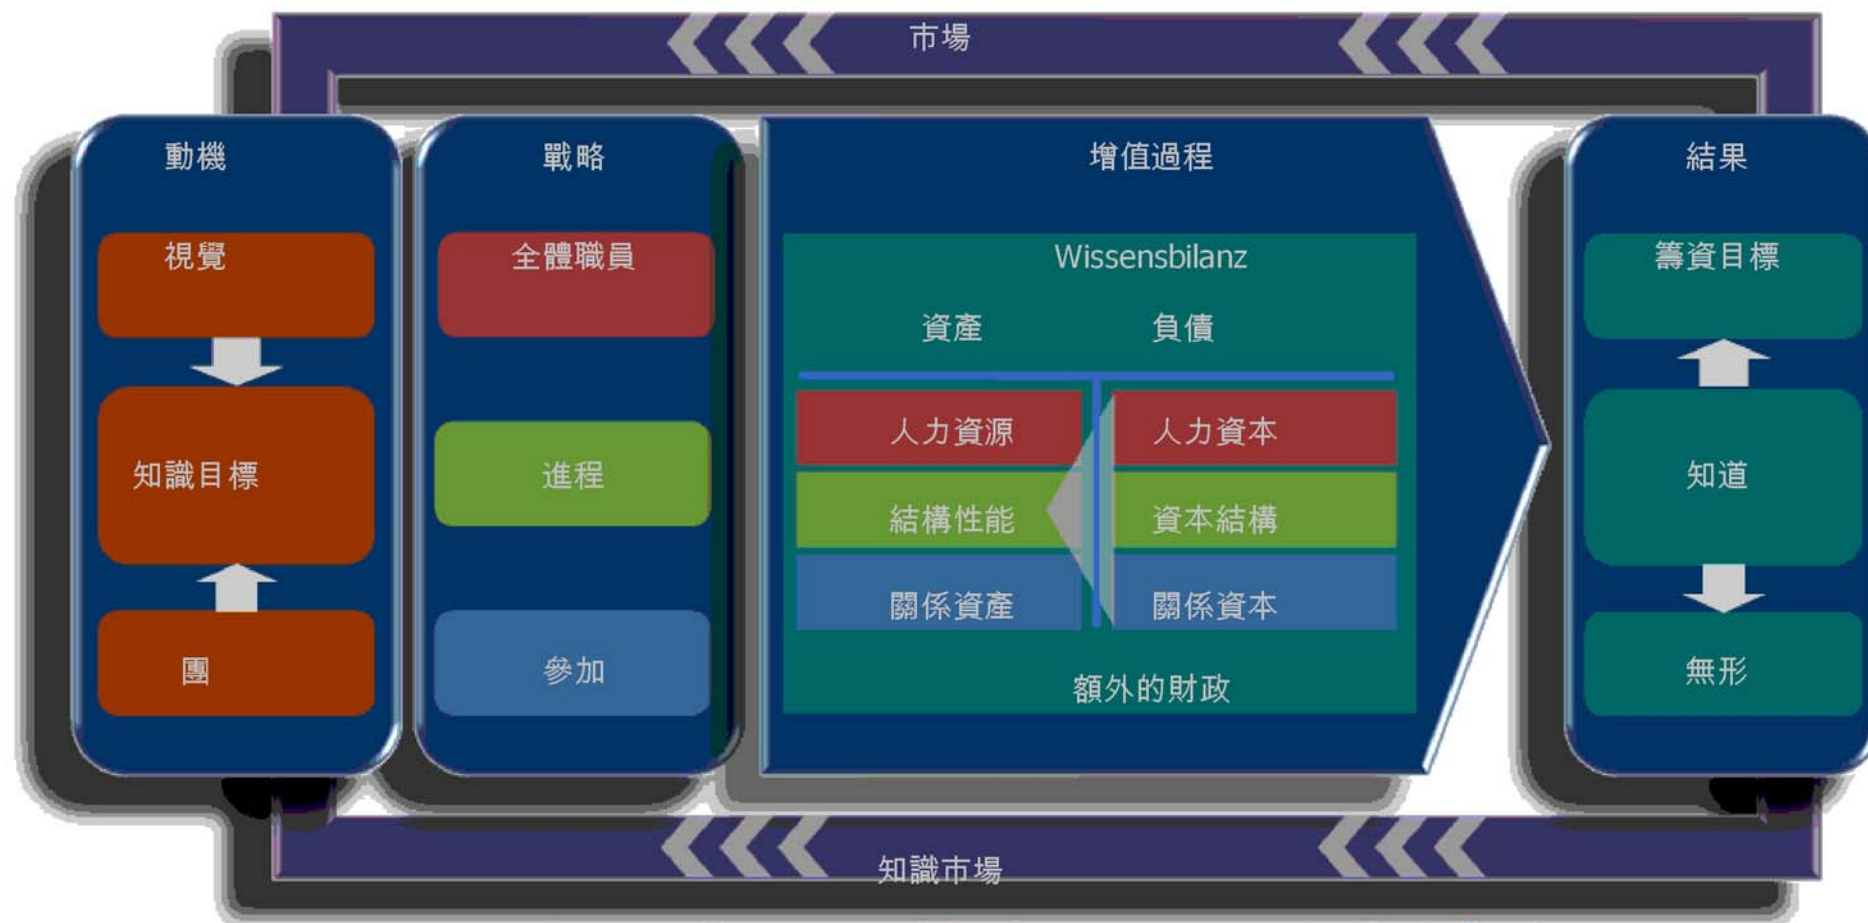 市場
動機
視覺
知識目標
團
戰略
全體職員
進程
參加
增值過程
Wissensbilanz
資產 負債
人力資源 人力資本
結構性能 資本結構
關係資產 關係資本
額外的財政
結果
籌資目標
知道
無形
知識市場